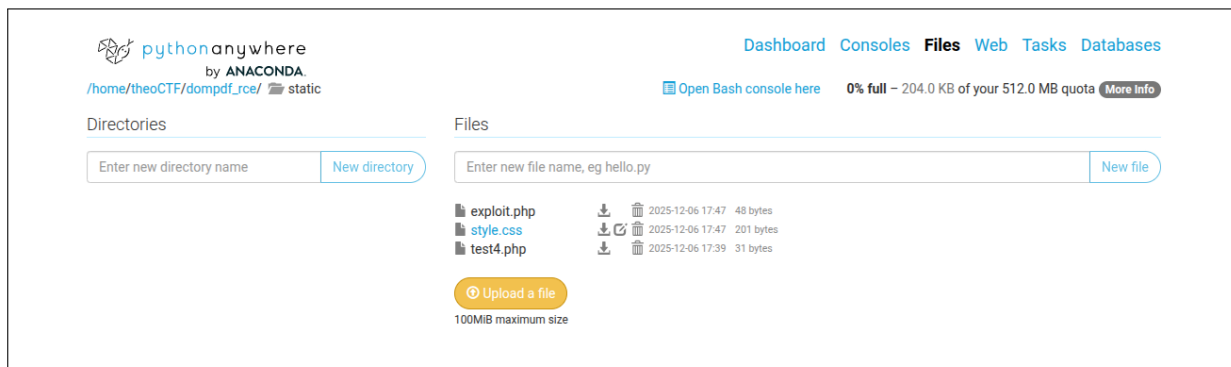 pythonanywhere
by ANACONDA.
Dashboard Consoles Files Web Tasks Databases
/home/theoCTF/dompdf_rce/ static
Open Bash console here 0% full – 204.0 KB of your 512.0 MB quota More Info
Directories
Enter new directory name New directory
Files
Enter new file name, eg hello.py New file
exploit.php 2025-12-06 17:47 48 bytes
style.css 2025-12-06 17:47 201 bytes
test4.php 2025-12-06 17:39 31 bytes
Upload a file
100MiB maximum size